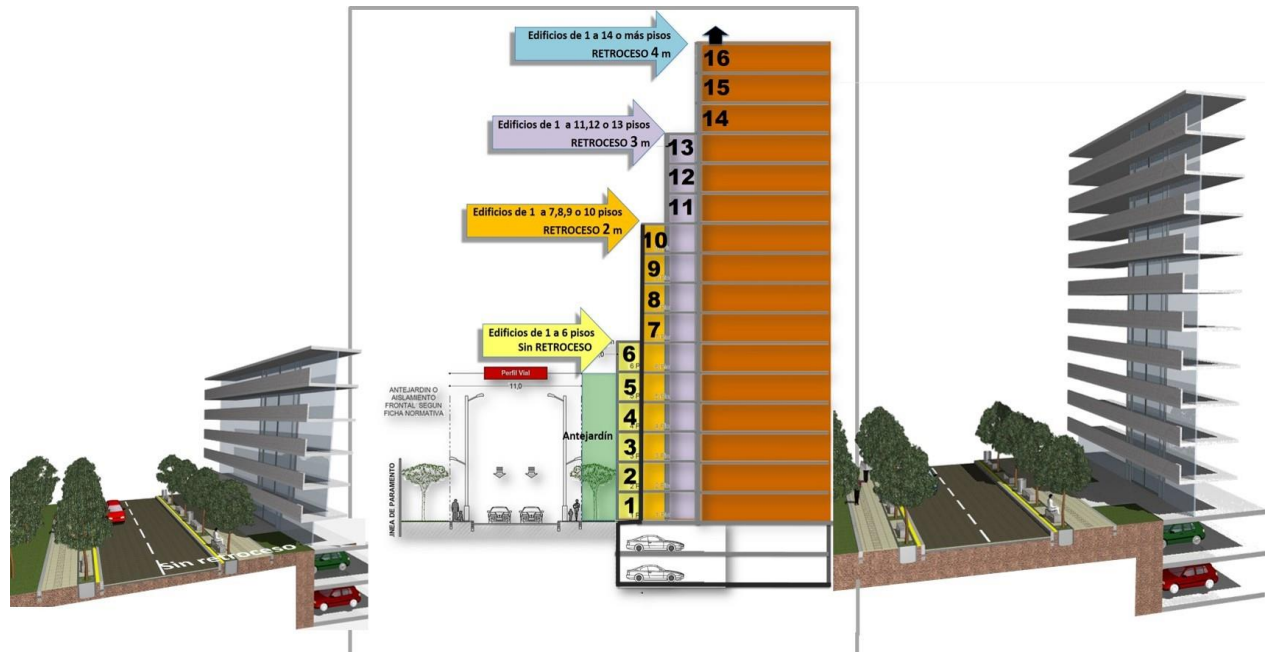 Edificios de 1 a 14 o más pisos
RETROCESO 4 m
16
15
14
Edificios de 1 a 11,12 o 13 pisos
RETROCESO 3 m
13
12
11
Edificios de 1 a 7,8,9 o 10 pisos
RETROCESO 2 m
10
9
8
7
Edificios de 1 a 6 pisos
Sin RETROCESO
6
5
4
3
2
1
Perfil Vial
11,0
ANTEJARDIN O
AISLAMIENTO
FRONTAL SEGUN
FICHA NORMATIVA
Antejardín
LINEA DE PARAMENTO
Sin retroceso